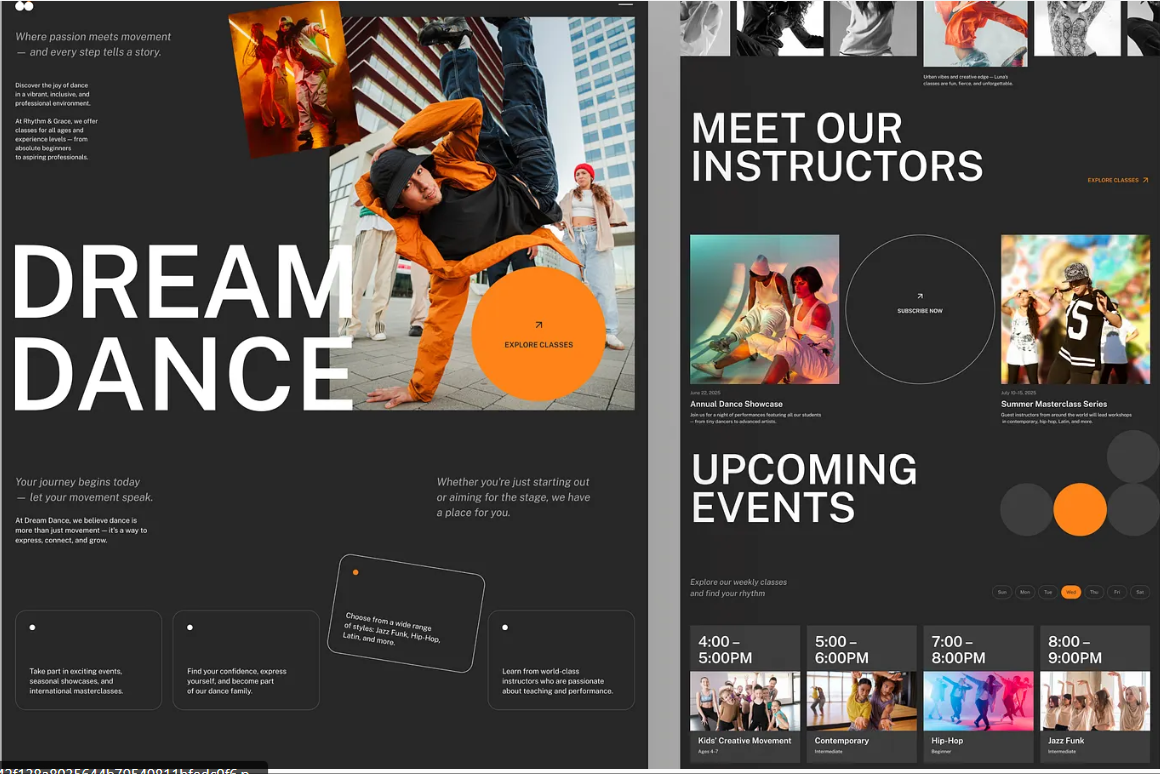 Where passion meets movement
— and every step tells a story.
Discover the joy of dance
in a vibrant, inclusive, and
professional environment.
At Rhythm & Grace, we offer
classes for all ages and
experience levels — from
absolute beginners
to aspiring professionals.
DREAM
DANCE
EXPLORE CLASSES
Your journey begins today
— let your movement speak.
At Dream Dance, we believe dance is
more than just movement — it's a way to
express, connect, and grow.
Whether you're just starting out
or aiming for the stage, we have
a place for you.
Take part in exciting events,
seasonal showcases, and
international masterclasses.
Find your confidence, express
yourself, and become part
of our dance family.
Choose from a wide range
of styles: Jazz Funk, Hip-Hop,
Latin, and more.
Learn from world-class
instructors who are passionate
about teaching and performance.
Urban vibes and creative edge — Luna's
classes are fun, fierce, and unforgettable.
MEET OUR
INSTRUCTORS
EXPLORE CLASSES
SUBSCRIBE NOW
75
June 22, 2025
Annual Dance Showcase
Join us for a night of performances featuring all our students
— from tiny dancers to advanced artists.
July 10-15, 2025
Summer Masterclass Series
Guest instructors from around the world will lead workshops
in contemporary, hip-hop, Latin, and more.
UPCOMING
EVENTS
Explore our weekly classes
and find your rhythm
Sun Mon Tue Wed Thu Fri Sat
4:00 –
5:00PM
Kids' Creative Movement
Ages 4-7
5:00 –
6:00PM
Contemporary
Intermediate
7:00 –
8:00PM
Hip-Hop
Beginner
8:00 –
9:00PM
Jazz Funk
Intermediate